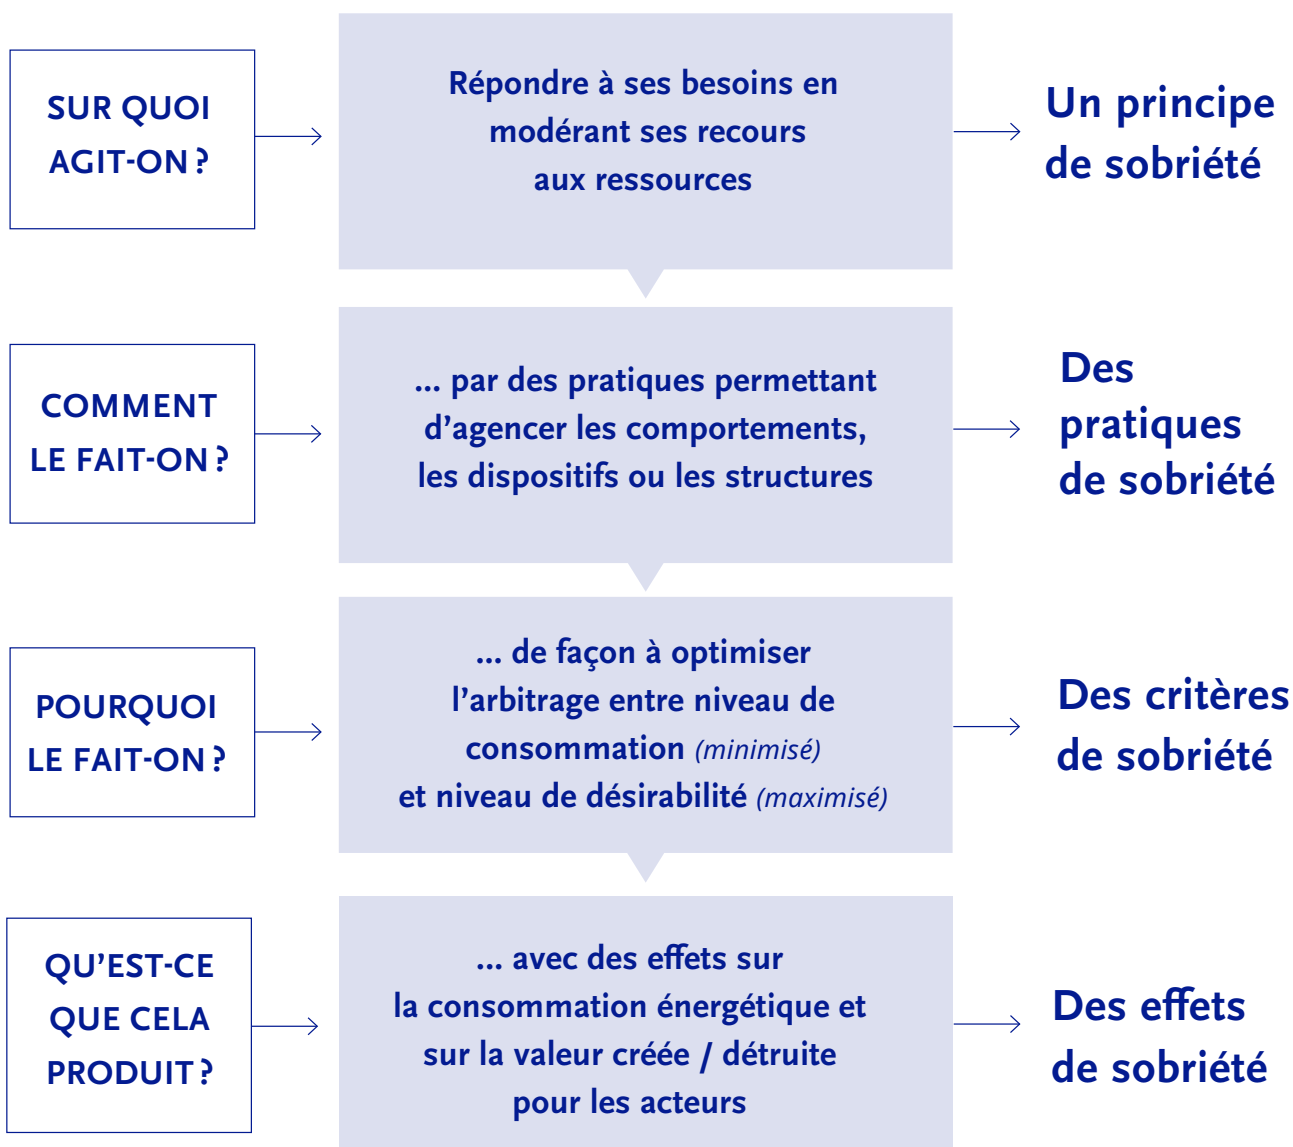 SUR QUOI
AGIT-ON ?
Répondre à ses besoins en
modérant ses recours
aux ressources
Un principe
de sobriété
COMMENT
LE FAIT-ON ?
... par des pratiques permettant
d’agencer les comportements,
les dispositifs ou les structures
Des
pratiques
de sobriété
POURQUOI
LE FAIT-ON ?
... de façon à optimiser
l’arbitrage entre niveau de
consommation (minimisé)
et niveau de désirabilité (maximisé)
Des critères
de sobriété
QU’EST-CE
QUE CELA
PRODUIT ?
... avec des effets sur
la consommation énergétique et
sur la valeur créée / détruite
pour les acteurs
Des effets
de sobriété